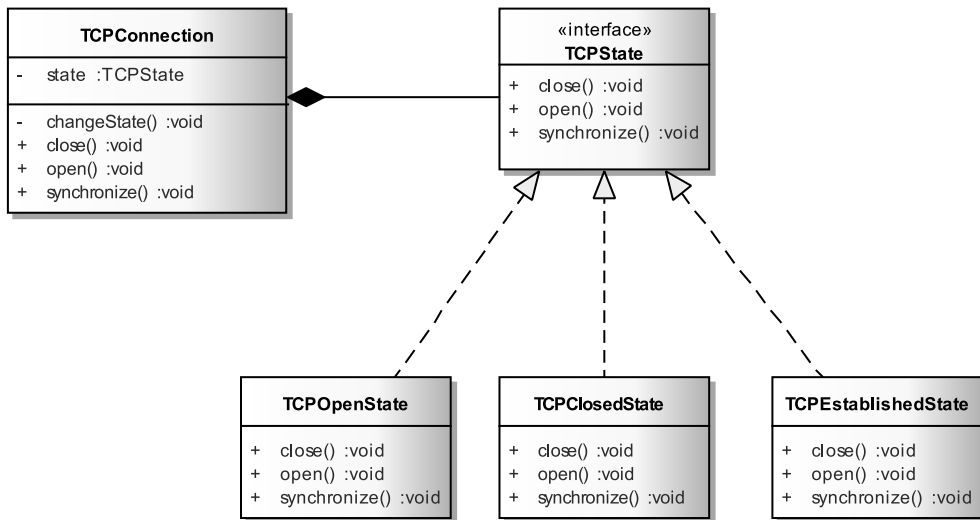 TCPConnection
- state :TCPState
- changeState() :void
+ close() :void
+ open() :void
+ synchronize() :void
«interface»
TCPState
+ close() :void
+ open() :void
+ synchronize() :void
TCPOpenState
+ close() :void
+ open() :void
+ synchronize() :void
TCPClosedState
+ close() :void
+ open() :void
+ synchronize() :void
TCPEstablishedState
+ close() :void
+ open() :void
+ synchronize() :void